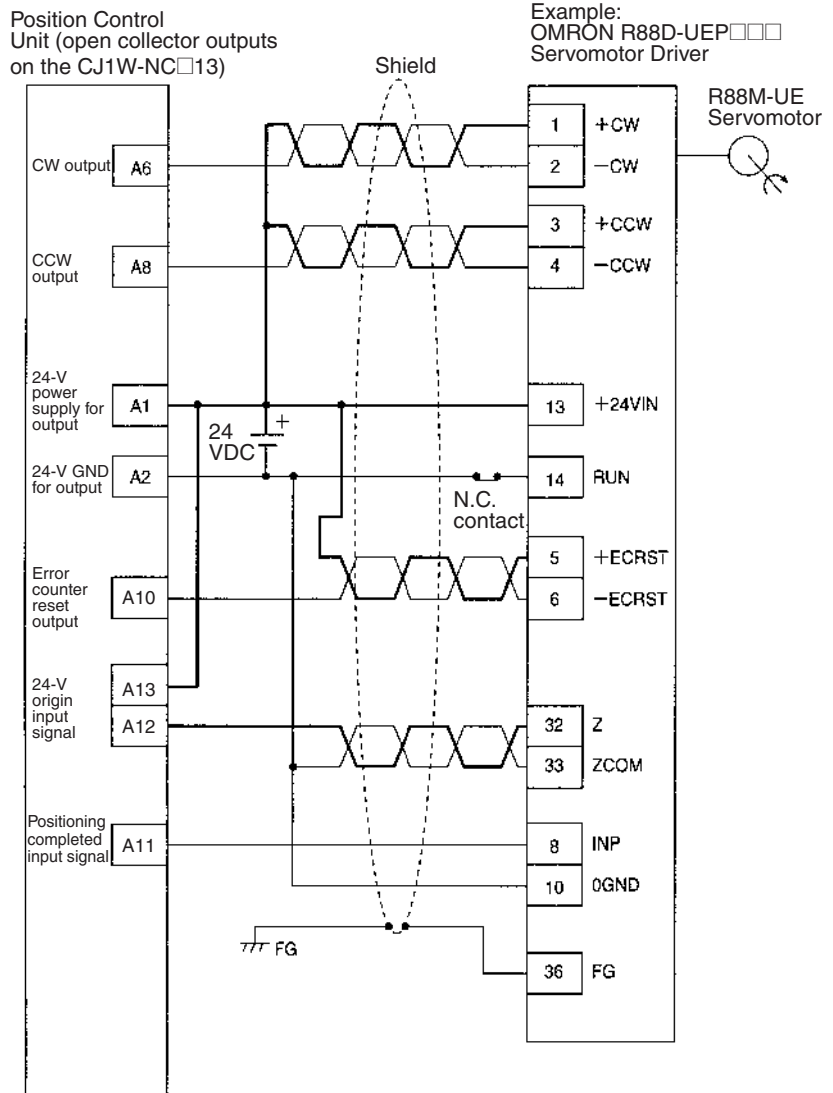 Position Control
Unit (open collector outputs
on the CJ1W-NC□13)
Example:
OMRON R88D-UEP□□□
Servomotor Driver
Shield
R88M-UE
Servomotor
CW output
A6
1
+CW
2
−CW
CCW
output
A8
3
+CCW
4
−CCW
24-V
power
supply for
output
A1
13
+24VIN
24
VDC
+
24-V GND
for output
A2
14
RUN
N.C.
contact
Error
counter
reset
output
A10
5
+ECRST
6
−ECRST
24-V
origin
input
signal
A13
A12
32
Z
33
ZCOM
Positioning
completed
input signal
A11
8
INP
10
0GND
FG
36
FG